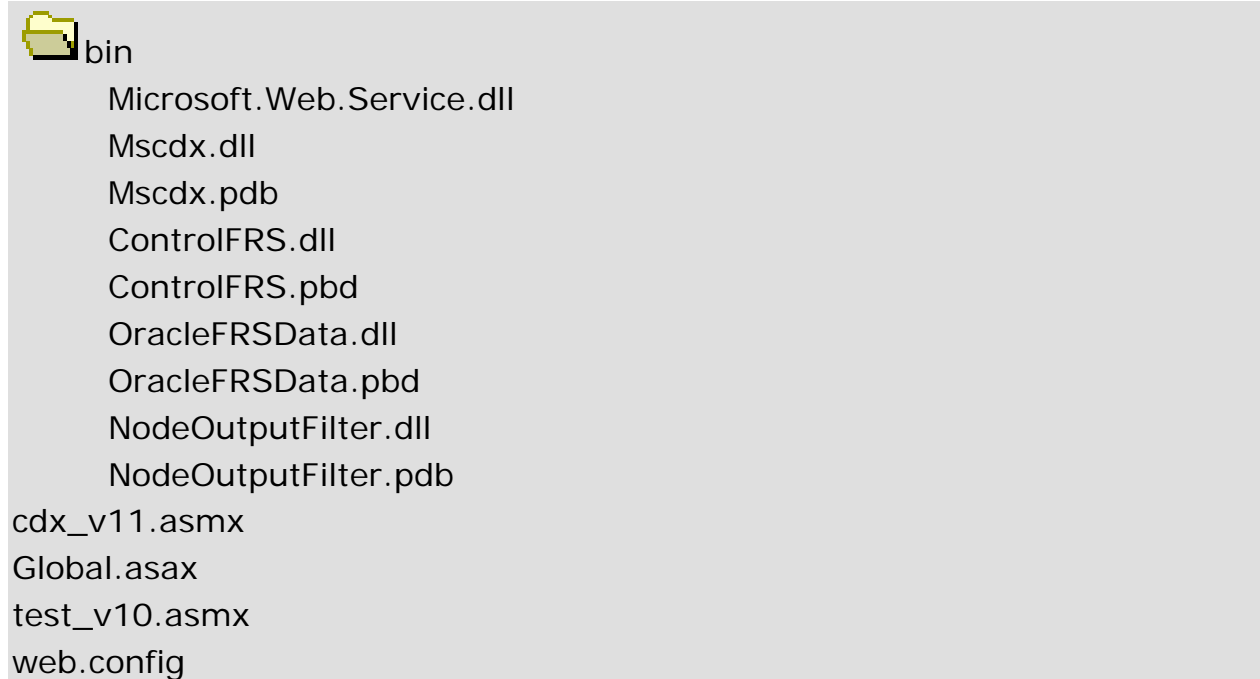 bin
Microsoft.Web.Service.dll
Mscdx.dll
Mscdx.pdb
ControlFRS.dll
ControlFRS.pbd
OracleFRSData.dll
OracleFRSData.pbd
NodeOutputFilter.dll
NodeOutputFilter.pdb
cdx_v11.asmx
Global.asax
test_v10.asmx
web.config